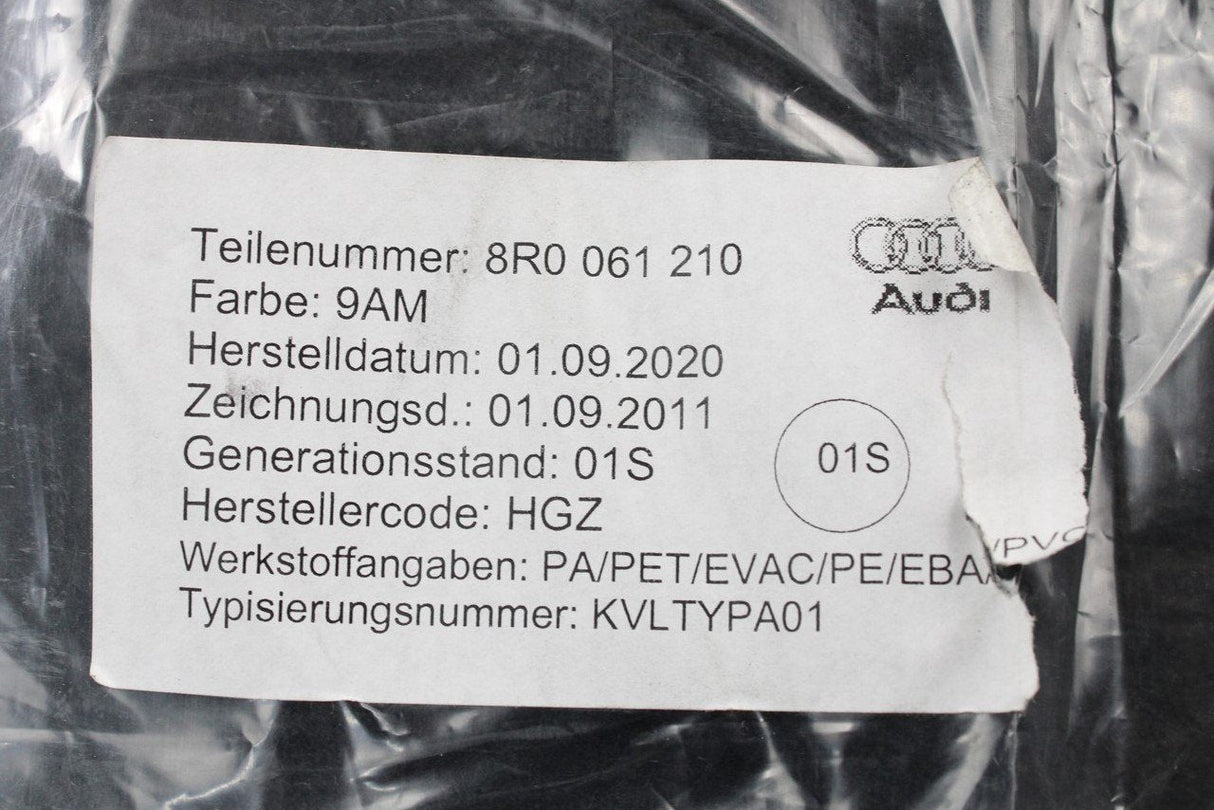 Teilenummer: 8R0 061 210
Farbe: 9AM
Herstelldatum: 01.09.2020
Zeichnungsd.: 01.09.2011
Generationsstand: 01S
Herstellercode: HGZ
Werkstoffangaben: PA/PET/EVAC/PE/EBA/PVC
Typisierungsnummer: KVLTYPA01
Audi
01S